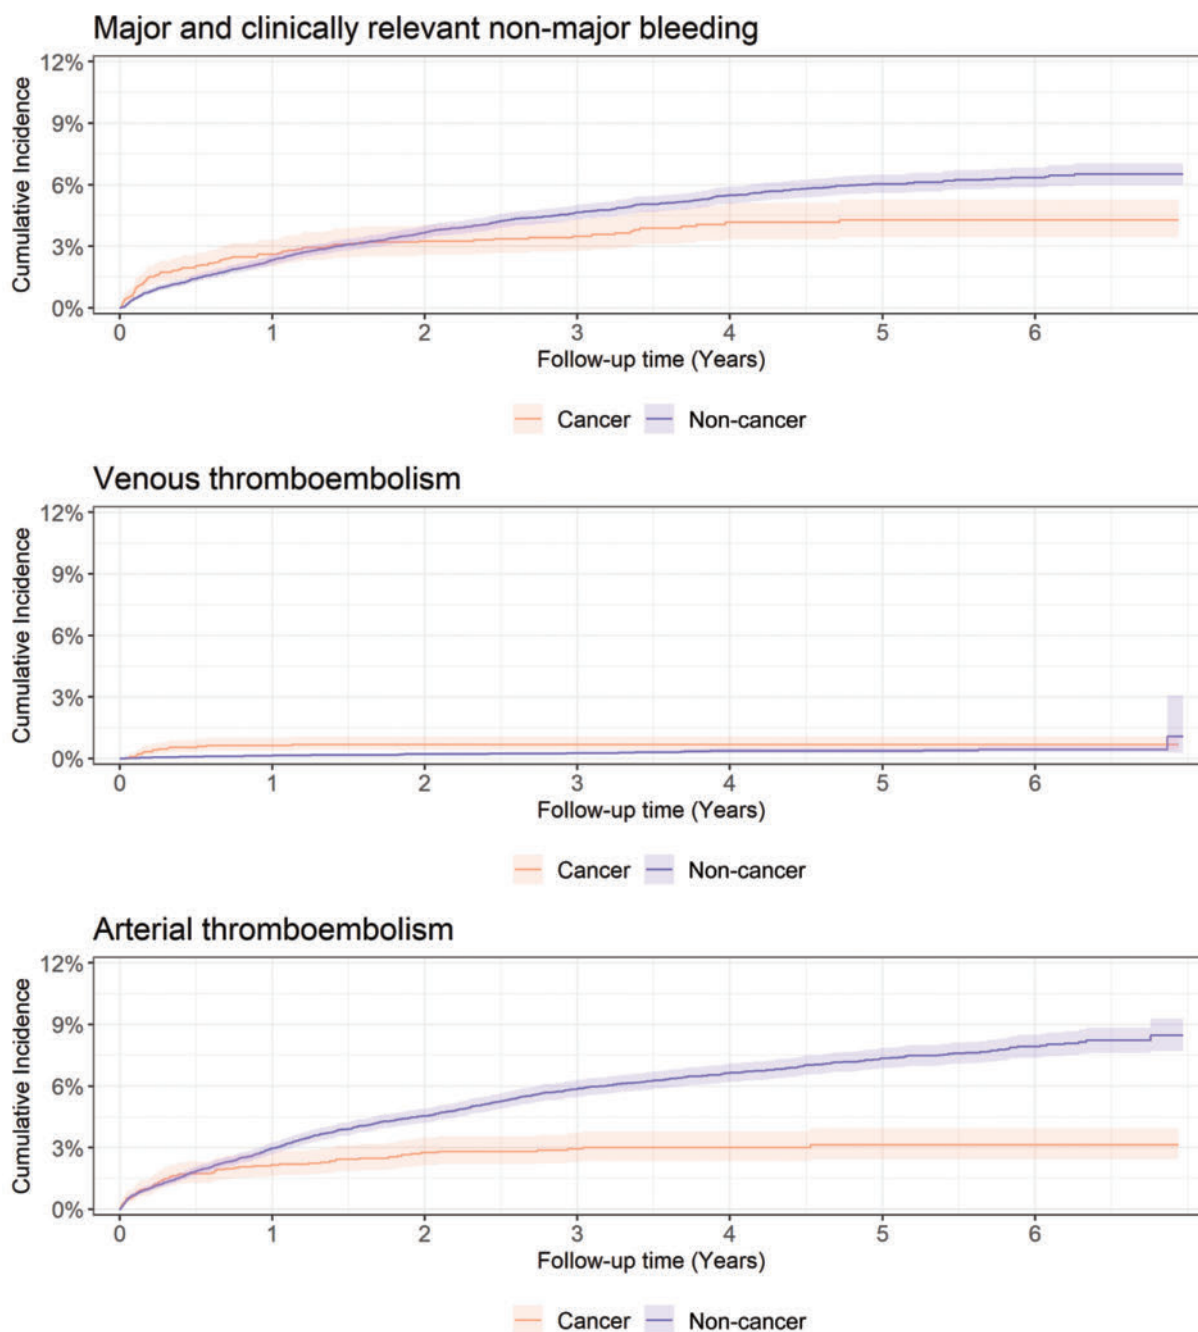 Major and clinically relevant non-major bleeding
12%
9%
6%
3%
0%
Cumulative Incidence
0 1 2 3 4 5 6
Follow-up time (Years)
Cancer Non-cancer
Venous thromboembolism
12%
9%
6%
3%
0%
Cumulative Incidence
0 1 2 3 4 5 6
Follow-up time (Years)
Cancer Non-cancer
Arterial thromboembolism
12%
9%
6%
3%
0%
Cumulative Incidence
0 1 2 3 4 5 6
Follow-up time (Years)
Cancer Non-cancer